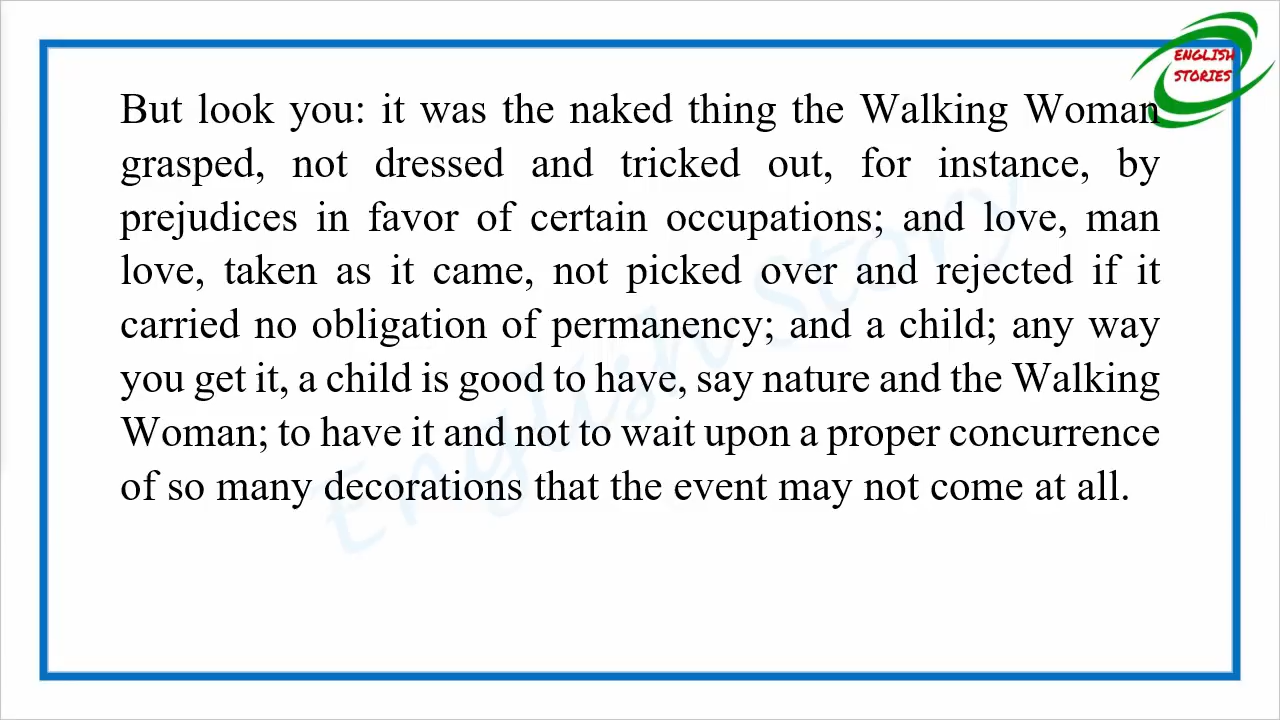 ENGLISH
STORIES
But look you: it was the naked thing the Walking Woman
grasped, not dressed and tricked out, for instance, by
prejudices in favor of certain occupations; and love, man
love, taken as it came, not picked over and rejected if it
carried no obligation of permanency; and a child; any way
you get it, a child is good to have, say nature and the Walking
Woman; to have it and not to wait upon a proper concurrence
of so many decorations that the event may not come at all.
English Story